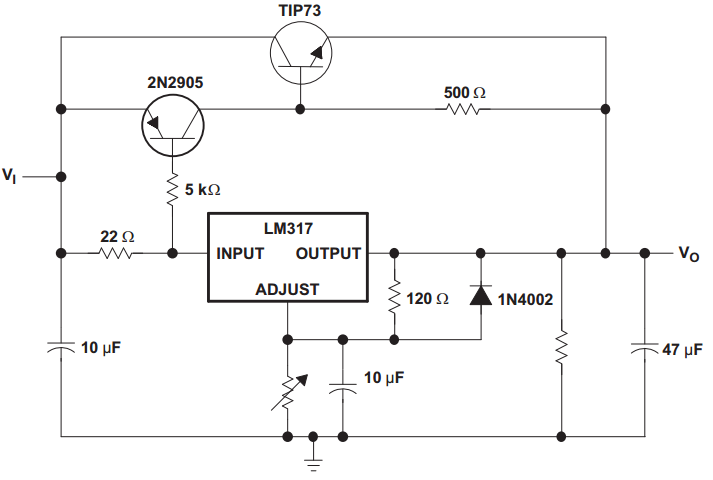 TIP73
2N2905
500 Ω
VI
5 kΩ
22 Ω
LM317
INPUT OUTPUT
ADJUST
VO
120 Ω
1N4002
10 μF
47 μF
10 μF